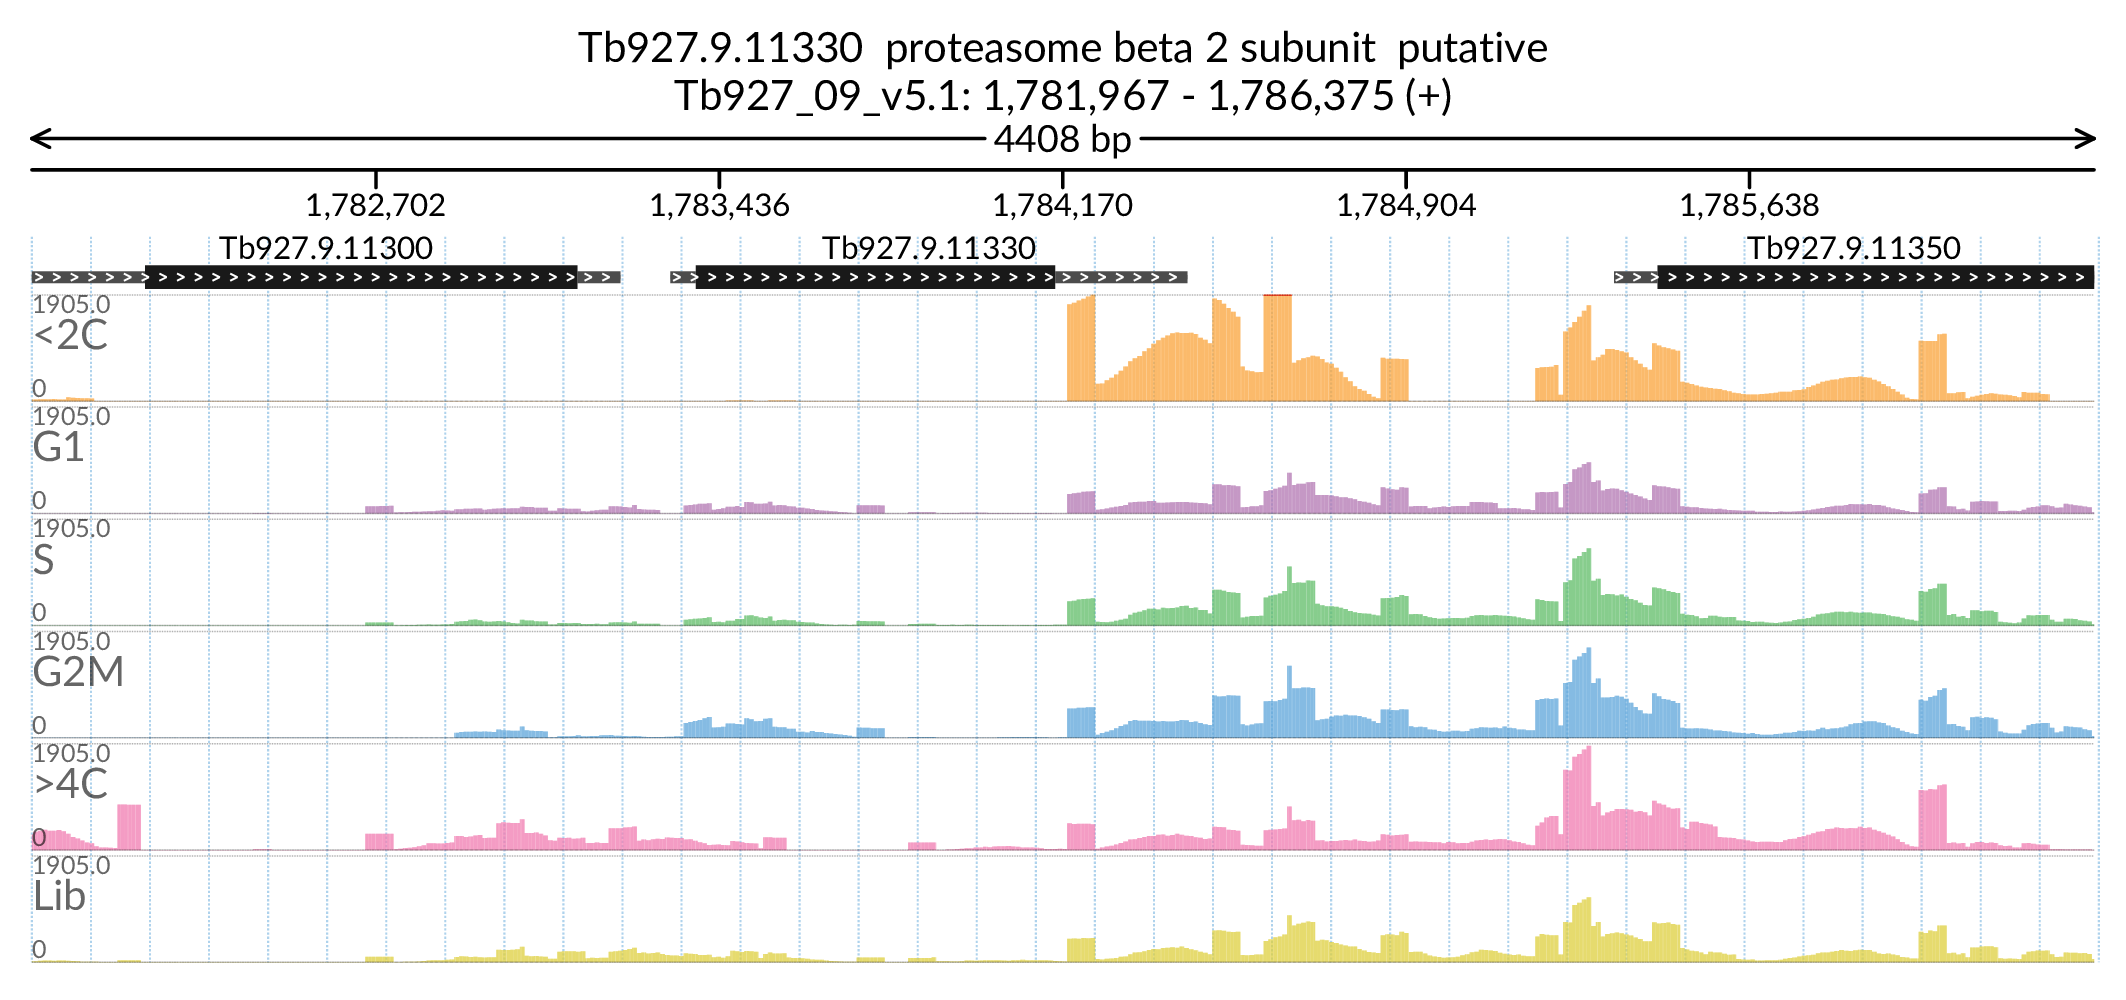 Tb927.9.11330 proteasome beta 2 subunit putative
Tb927_09_v5.1: 1,781,967 - 1,786,375 (+)
4408 bp
1,782,702 1,783,436 1,784,170 1,784,904 1,785,638
Tb927.9.11300 Tb927.9.11330 Tb927.9.11350
1905.0
<2C
0
1905.0
G1
0
1905.0
S
0
1905.0
G2M
0
1905.0
>4C
0
1905.0
Lib
0